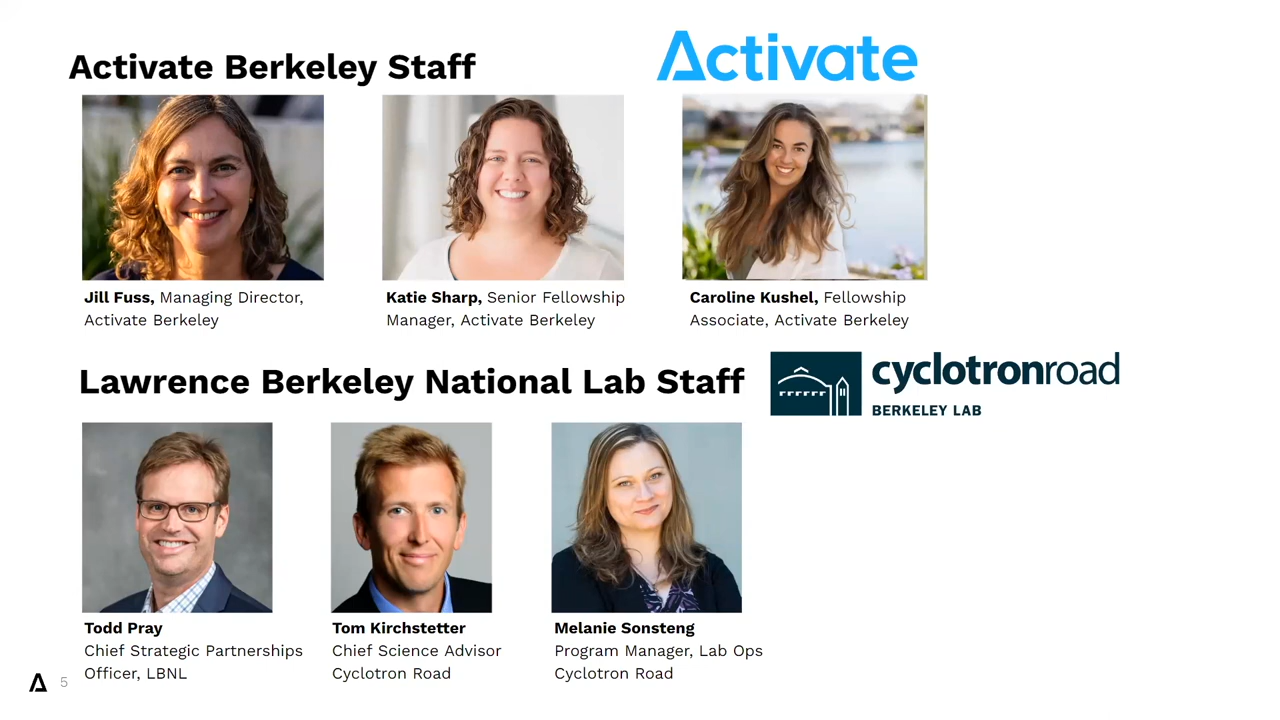 Activate Berkeley Staff
Activate
Jill Fuss, Managing Director,
Activate Berkeley
Katie Sharp, Senior Fellowship
Manager, Activate Berkeley
Caroline Kushel, Fellowship
Associate, Activate Berkeley
Lawrence Berkeley National Lab Staff
cyclotronroad
BERKELEY LAB
Todd Pray
Chief Strategic Partnerships
Officer, LBNL
Tom Kirchstetter
Chief Science Advisor
Cyclotron Road
Melanie Sonsteng
Program Manager, Lab Ops
Cyclotron Road
5